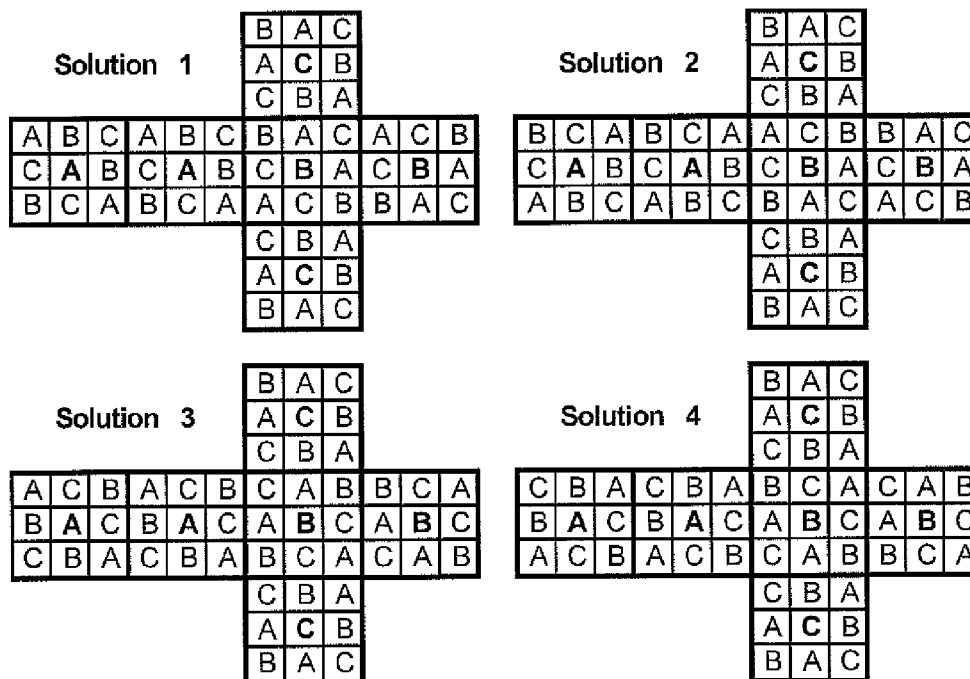 Solution 1
B A C
A C B
C B A
A B C A B C B A C A C B
C A B C A B C B A C B A
B C A B C A A C B B A C
C B A
A C B
B A C
Solution 2
B A C
A C B
C B A
B C A B C A A C B B A C
C A B C A B C B A C B A
A B C A B C B A C A C B
C B A
A C B
B A C
Solution 3
B A C
A C B
C B A
A C B A C B C A B B C A
B A C B A C A B C A B C
C B A C B A B C A C A B
C B A
A C B
B A C
Solution 4
B A C
A C B
C B A
C B A C B A B C A C A B
B A C B A C A B C A B C
A C B A C B C A B B C A
C B A
A C B
B A C